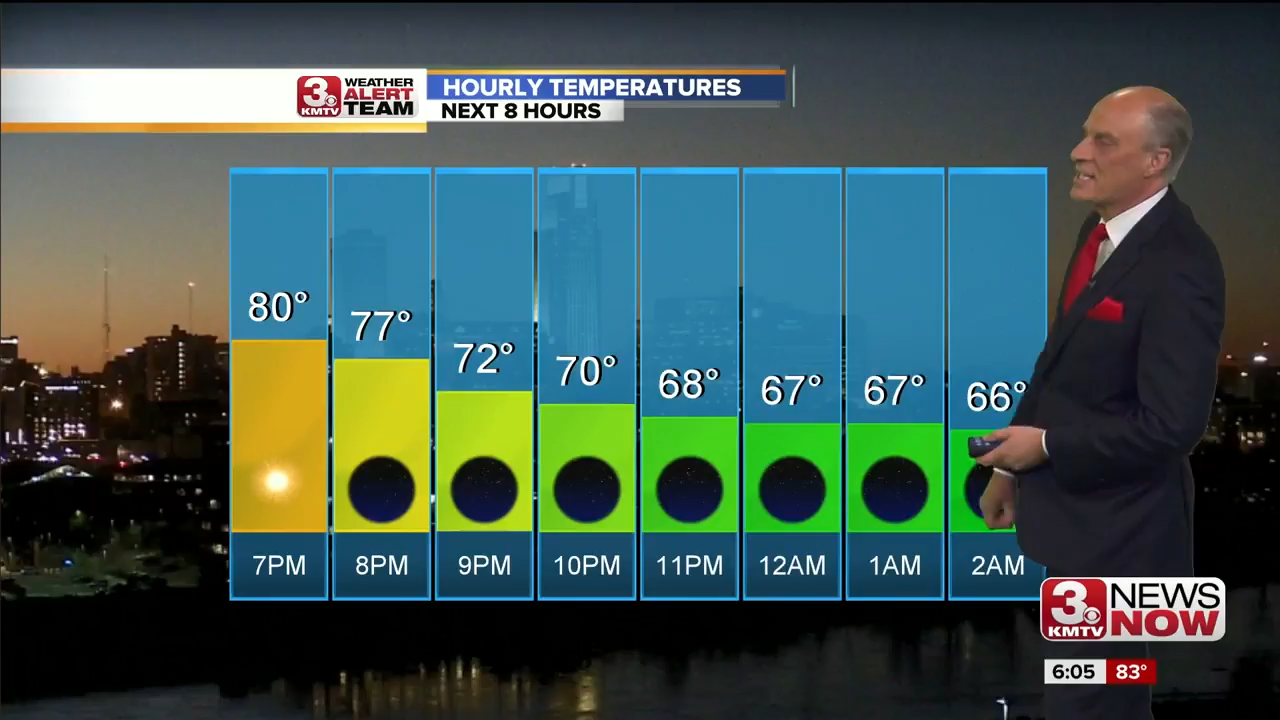 3 KMTV
WEATHER
ALERT
TEAM
HOURLY TEMPERATURES
NEXT 8 HOURS
80° 77° 72° 70° 68° 67° 67° 66°
7PM 8PM 9PM 10PM 11PM 12AM 1AM 2AM
3 KMTV
NEWS
NOW
6:05 83°